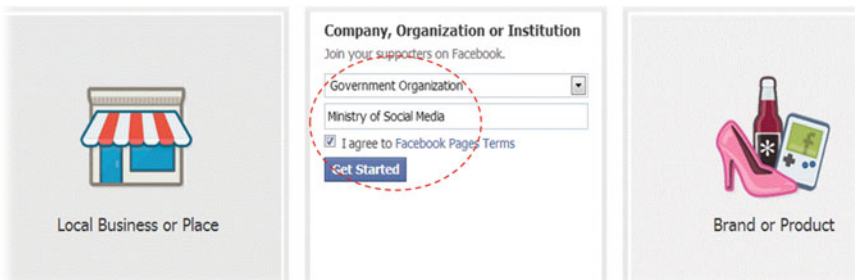 Company, Organization or Institution
Join your supporters on Facebook.
Government Organization
Ministry of Social Media
I agree to Facebook Pages Terms
Get Started
Local Business or Place
Brand or Product